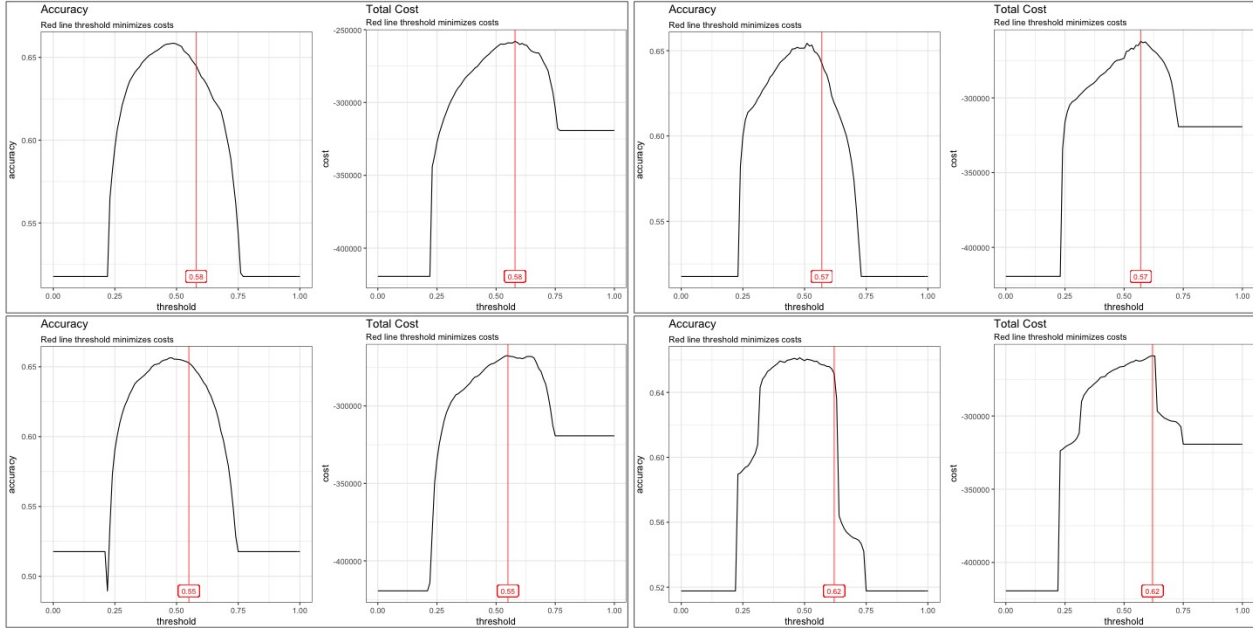 Accuracy
Red line threshold minimizes costs
accuracy
0.65
0.60
0.55
0.58
0.00
0.25
0.50
0.75
1.00
threshold
Total Cost
Red line threshold minimizes costs
cost
-250000
-300000
-350000
-400000
0.58
0.00
0.25
0.50
0.75
1.00
threshold
Accuracy
Red line threshold minimizes costs
accuracy
0.65
0.60
0.55
0.57
0.00
0.25
0.50
0.75
1.00
threshold
Total Cost
Red line threshold minimizes costs
cost
-300000
-350000
-400000
0.57
0.00
0.25
0.50
0.75
1.00
threshold
Accuracy
Red line threshold minimizes costs
accuracy
0.65
0.60
0.55
0.50
0.55
0.00
0.25
0.50
0.75
1.00
threshold
Total Cost
Red line threshold minimizes costs
cost
-300000
-350000
-400000
0.55
0.00
0.25
0.50
0.75
1.00
threshold
Accuracy
Red line threshold minimizes costs
accuracy
0.64
0.60
0.56
0.52
0.62
0.00
0.25
0.50
0.75
1.00
threshold
Total Cost
Red line threshold minimizes costs
cost
-300000
-350000
-400000
0.62
0.00
0.25
0.50
0.75
1.00
threshold